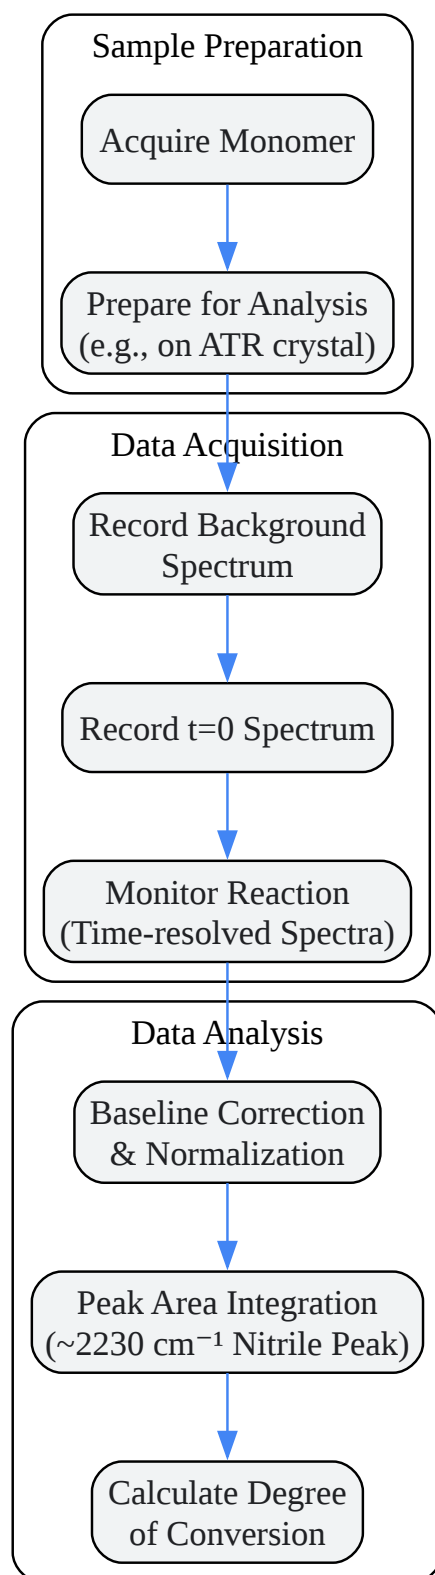 Sample Preparation
Acquire Monomer
Prepare for Analysis
(e.g., on ATR crystal)
Data Acquisition
Record Background
Spectrum
Record t=0 Spectrum
Monitor Reaction
(Time-resolved Spectra)
Data Analysis
Baseline Correction
& Normalization
Peak Area Integration
(~2230 cm⁻¹ Nitrile Peak)
Calculate Degree
of Conversion